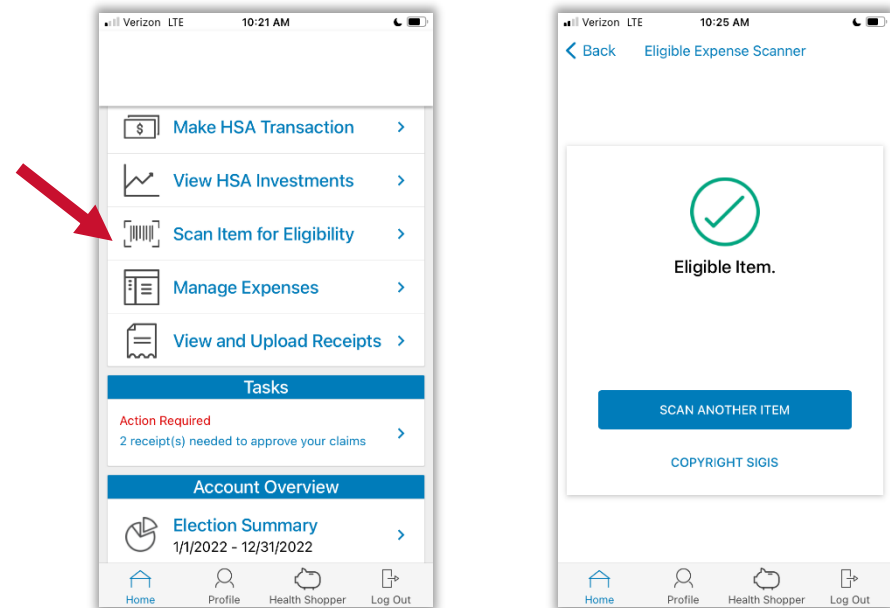 Verizon LTE 10:21 AM
Make HSA Transaction
View HSA Investments
Scan Item for Eligibility
Manage Expenses
View and Upload Receipts
Tasks
Action Required
2 receipt(s) needed to approve your claims
Account Overview
Election Summary
1/1/2022 - 12/31/2022
Home Profile Health Shopper Log Out
Verizon LTE 10:25 AM
Back Eligible Expense Scanner
Eligible Item.
SCAN ANOTHER ITEM
COPYRIGHT SIGIS
Home Profile Health Shopper Log Out